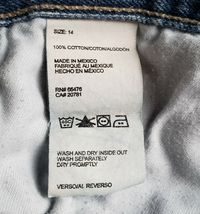 SIZE: 14
100% COTTON/COTON/ALGODÓN
MADE IN MEXICO
FABRIQUÉ AU MEXIQUE
HECHO EN MÉXICO
RN# 66476
CA# 20781
WASH AND DRY INSIDE OUT
WASH SEPARATELY
DRY PROMPTLY
VERSO/AL REVERSO